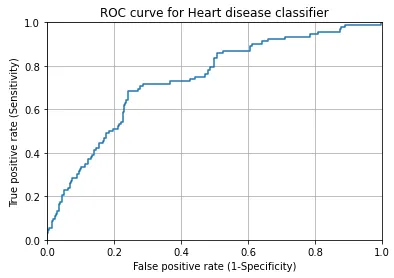 ROC curve for Heart disease classifier
True positive rate (Sensitivity)
1.0
0.8
0.6
0.4
0.2
0.0
0.0 0.2 0.4 0.6 0.8 1.0
False positive rate (1-Specificity)